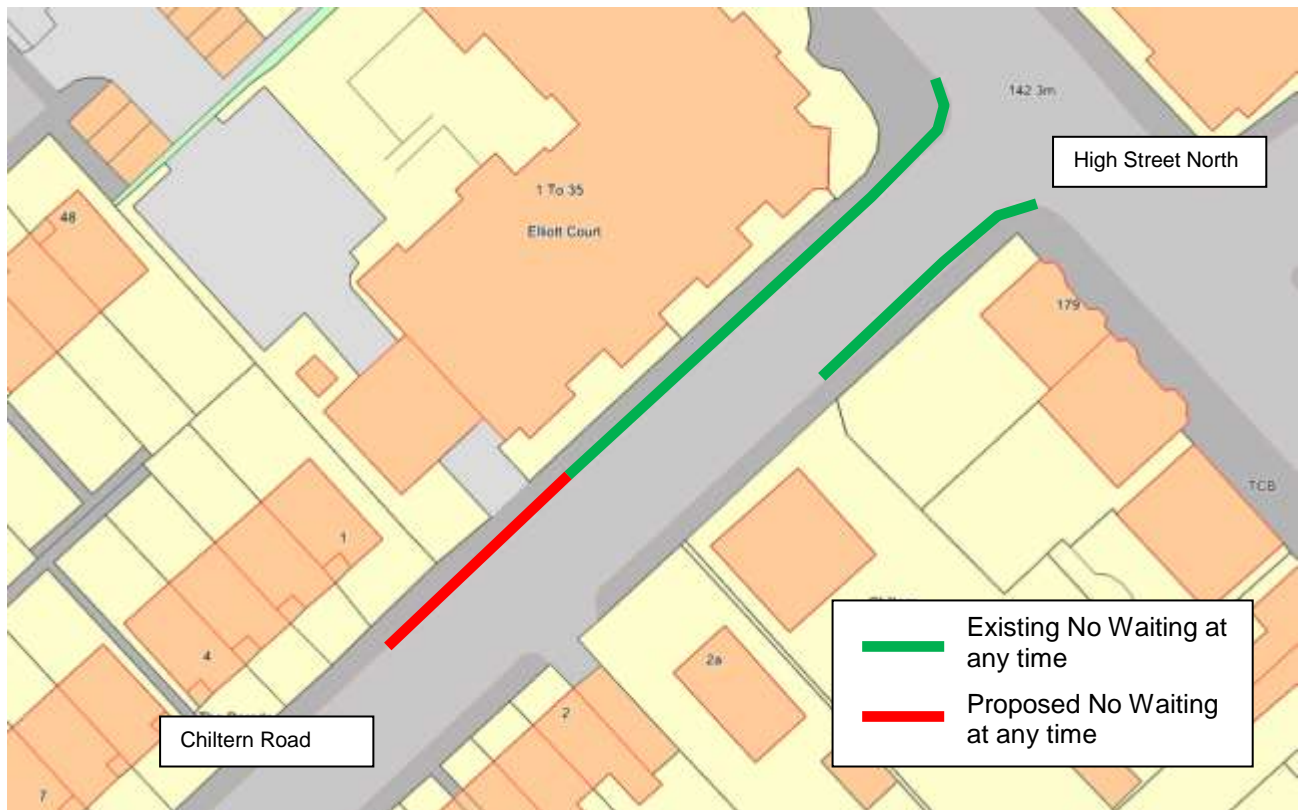 142.3m
High Street North
48
1 To 35
Elliott Court
179
TCB
1
4
2a
2
7
Chiltern Road
Existing No Waiting at
any time
Proposed No Waiting
at any time